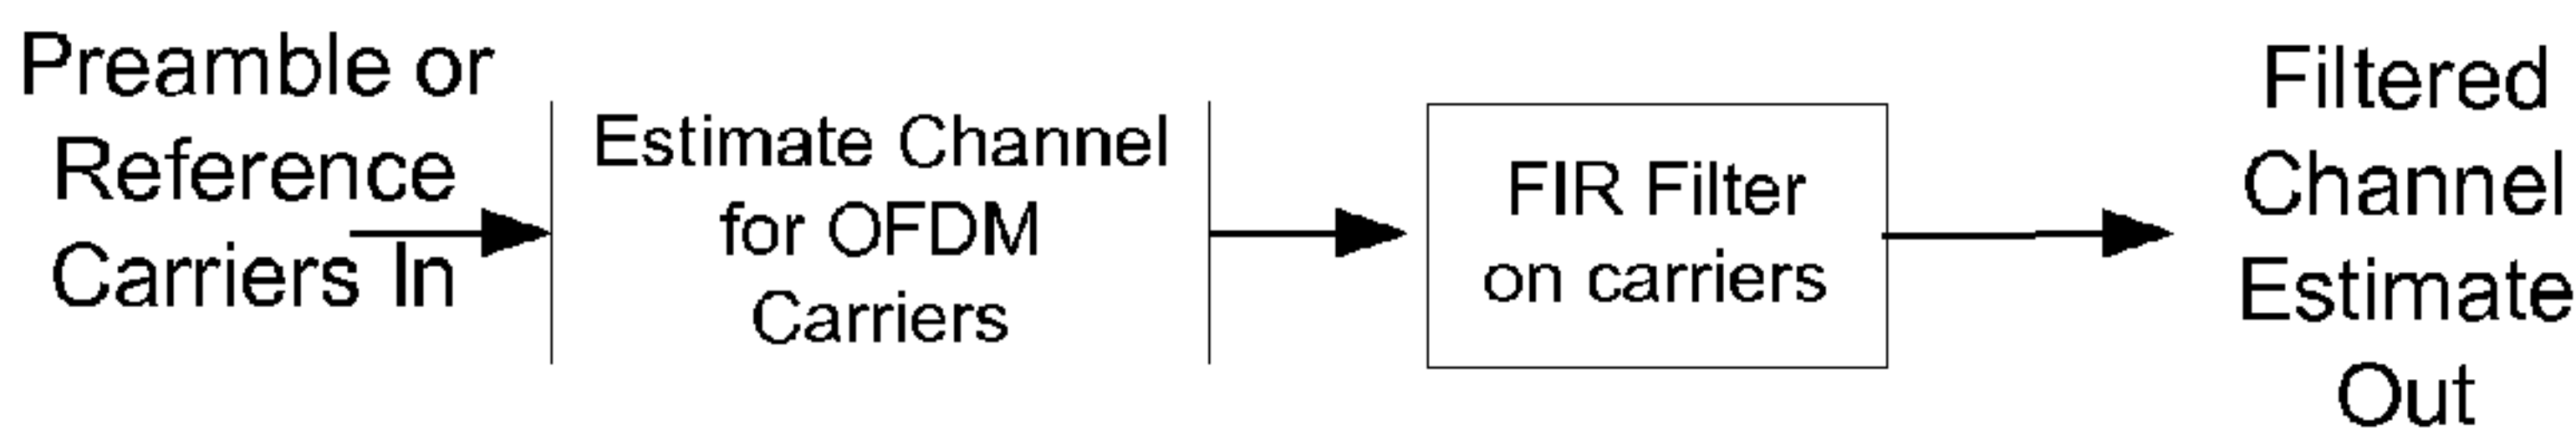 Preamble or
Reference
Carriers In
Estimate Channel
for OFDM
Carriers
FIR Filter
on carriers
Filtered
Channel
Estimate
Out